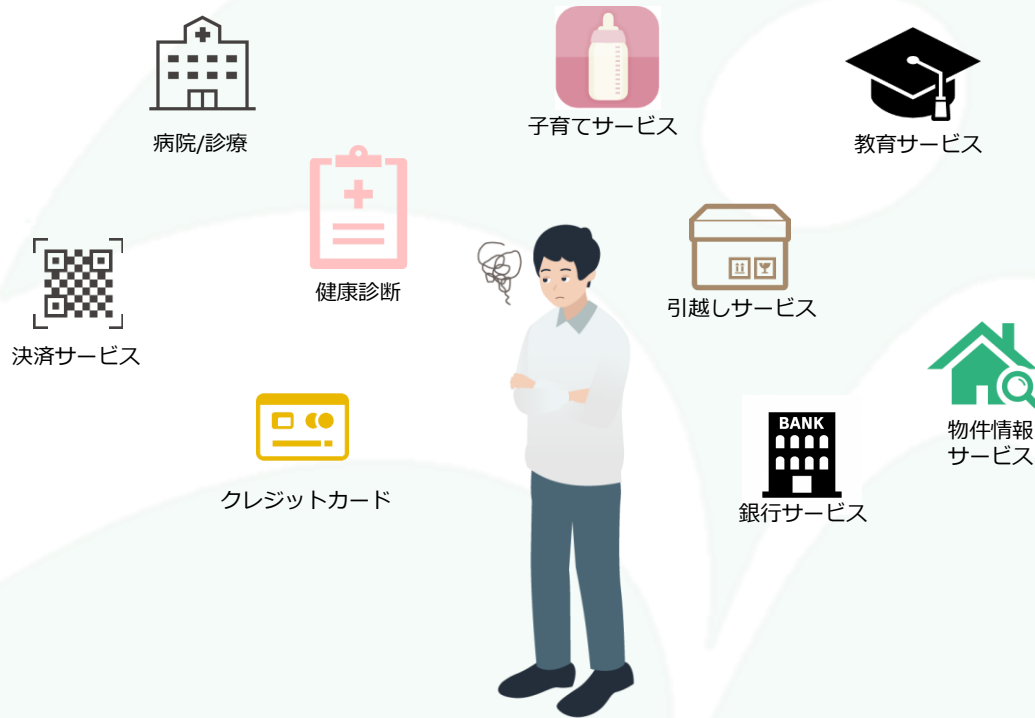 病院/診療
子育てサービス
教育サービス
健康診断
引越しサービス
決済サービス
物件情報
サービス
BANK
クレジットカード
銀行サービス